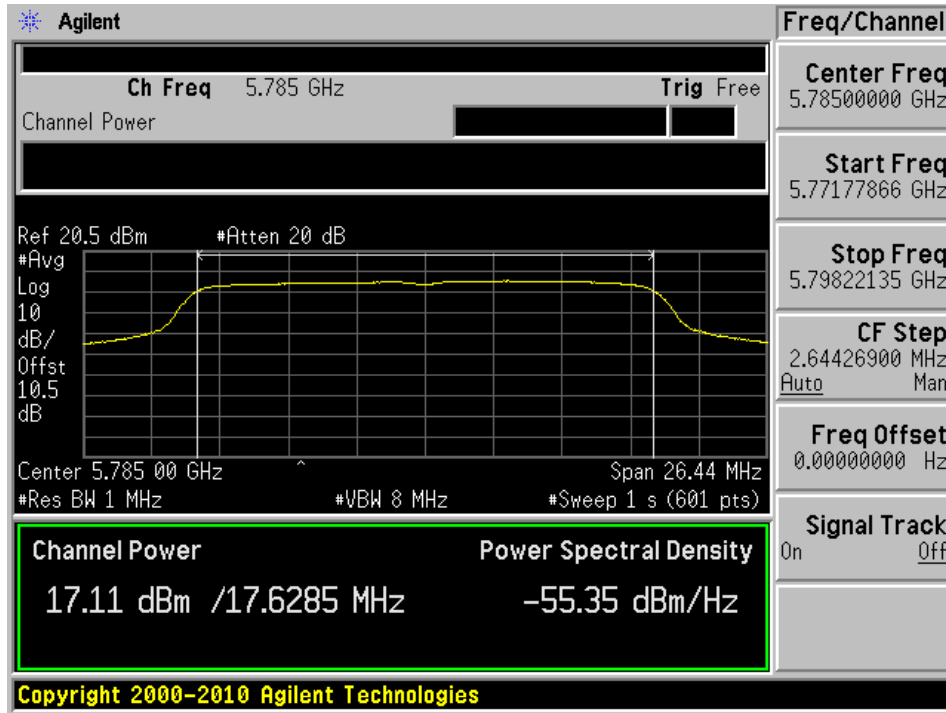 Agilent
Freq/Channel
Ch Freq 5.785 GHz Trig Free
Channel Power
Center Freq
5.78500000 GHz
Start Freq
5.77177866 GHz
Stop Freq
5.79822135 GHz
CF Step
2.64426900 MHz
Auto Man
Freq Offset
0.00000000 Hz
Signal Track
On Off
Ref 20.5 dBm #Atten 20 dB
#Avg
Log
10
dB/
Offst
10.5
dB
Center 5.785 00 GHz Span 26.44 MHz
#Res BW 1 MHz #VBW 8 MHz #Sweep 1 s (601 pts)
Channel Power Power Spectral Density
17.11 dBm /17.6285 MHz -55.35 dBm/Hz
Copyright 2000-2010 Agilent Technologies